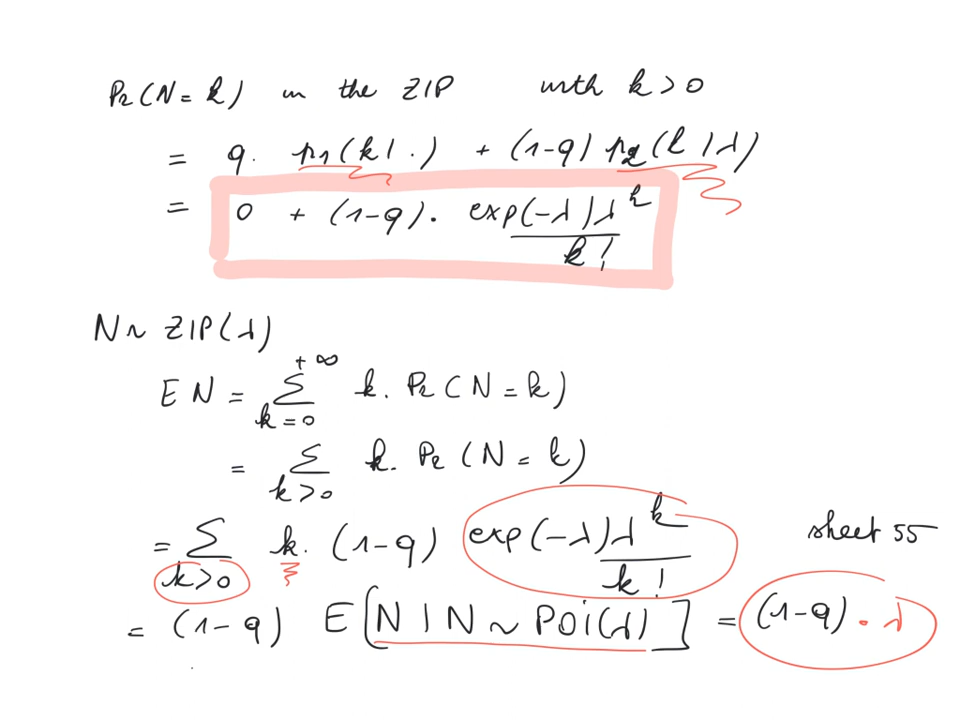 Pr(N=k) in the ZIP with k>0
= q. p1(k|.) + (1-q) p2(k|λ)
= 0 + (1-q). exp(-λ)λ^k / k!
N ~ ZIP(λ)
EN = Σ_{k=0}^{+∞} k. Pr(N=k)
= Σ_{k>0} k. Pr(N=k)
= Σ_{k>0} k. (1-q) exp(-λ)λ^k / k! sheet 55
= (1-q) E[N|N~POi(λ)] = (1-q).λ